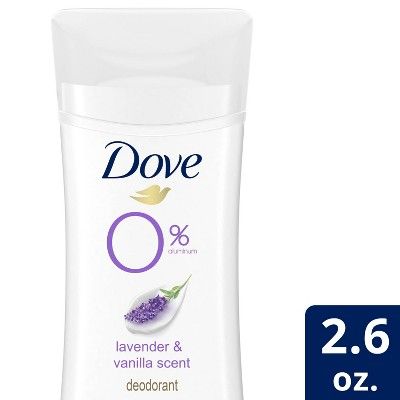 Dove
0%
aluminum
lavender &
vanilla scent
deodorant
2.6
oz.